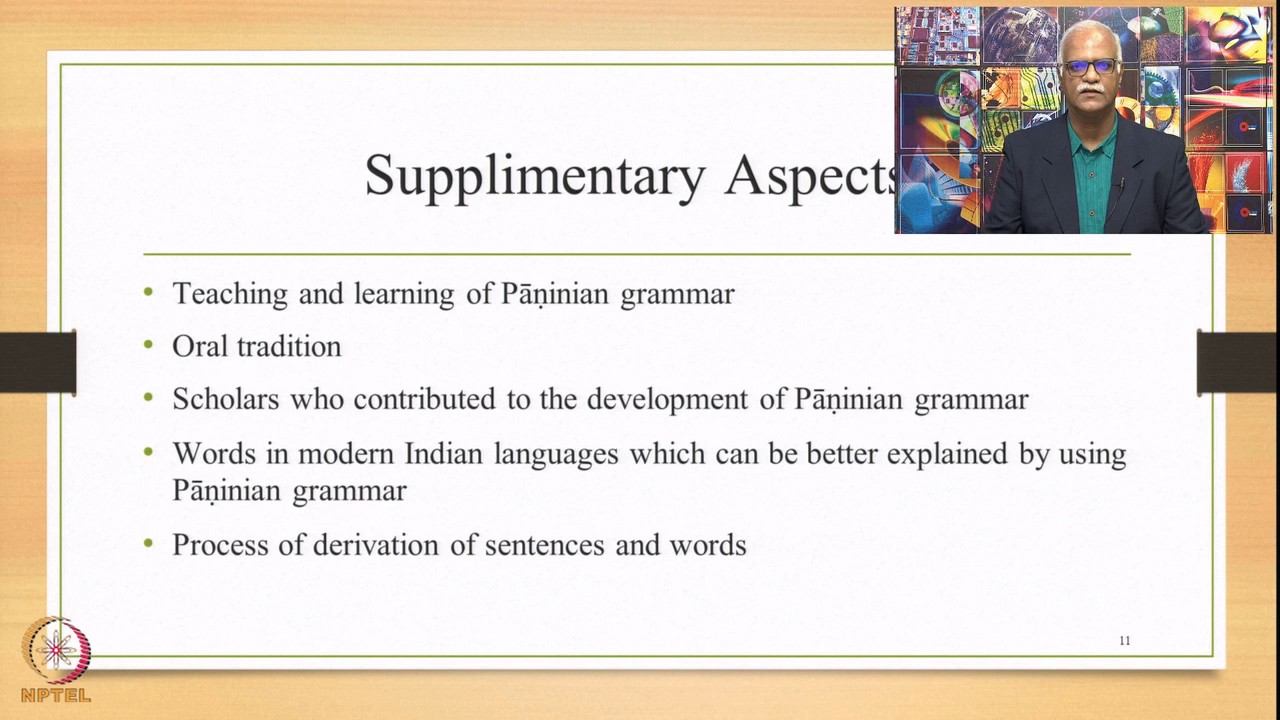 Supplimentary Aspects
• Teaching and learning of Pāṇinian grammar
• Oral tradition
• Scholars who contributed to the development of Pāṇinian grammar
• Words in modern Indian languages which can be better explained by using
Pāṇinian grammar
• Process of derivation of sentences and words
11
NPTEL